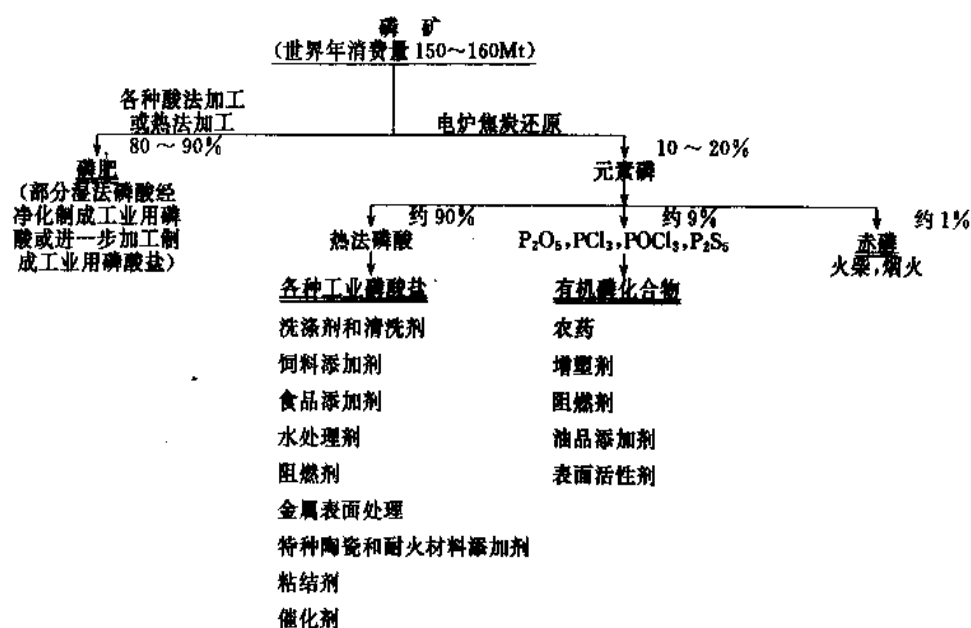 磷 矿
(世界年消费量 150～160Mt)
各种酸法加工
或热法加工
80～90%
电炉焦炭还原
10～20%
磷肥
(部分湿法磷酸经
净化制成工业用磷
酸或进一步加工制
成工业用磷酸盐)
元素磷
约 90%
热法磷酸
约 9%
P₂O₅,PCl₃,POCl₃,P₂S₅
约 1%
赤磷
火柴,烟火
各种工业磷酸盐
洗涤剂和清洗剂
饲料添加剂
食品添加剂
水处理剂
阻燃剂
金属表面处理
特种陶瓷和耐火材料添加剂
粘结剂
催化剂
有机磷化合物
农药
增塑剂
阻燃剂
油品添加剂
表面活性剂